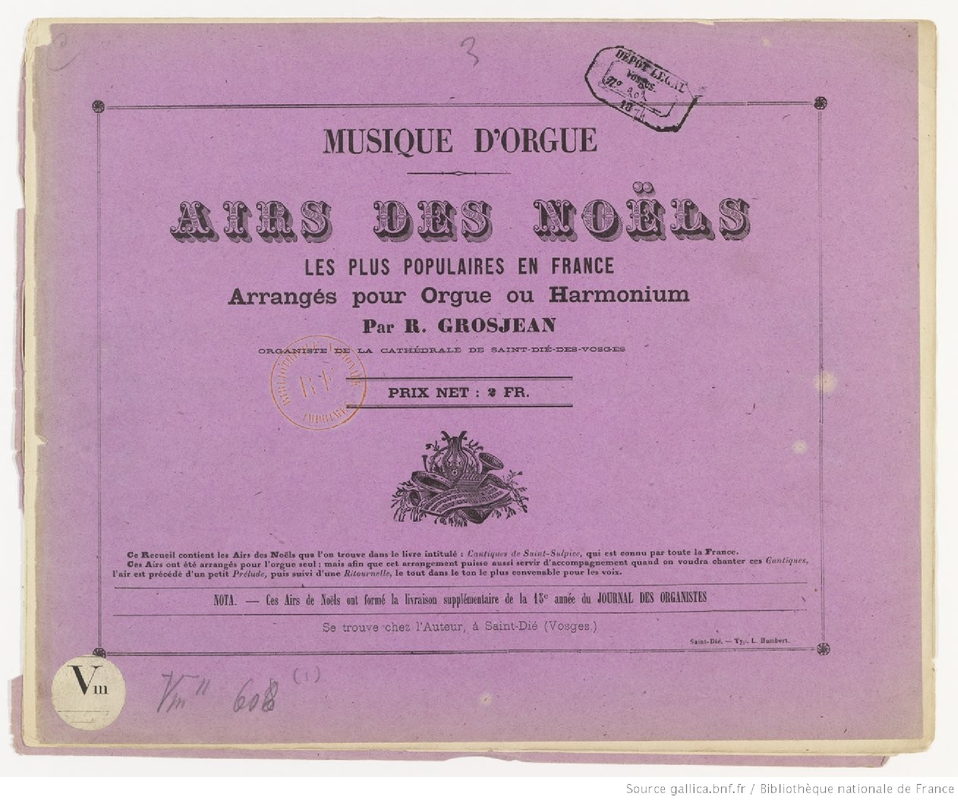 3
DÉPOT LÉGAL
Vosges.
No
18
MUSIQUE D'ORGUE
AIRS DES NOËLS
LES PLUS POPULAIRES EN FRANCE
Arrangés pour Orgue ou Harmonium
Par R. GROSJEAN
ORGANISTE DE LA CATHÉDRALE DE SAINT-DIÉ-DES-VOSGES
PRIX NET : 2 FR.
Ce Recueil contient les Airs des Noëls que l'on trouve dans le livre intitulé : Cantiques de Saint-Sulpice, qui est connu par toute la France.
Ces Airs ont été arrangés pour l'orgue seul ; mais afin que cet arrangement puisse aussi servir d'accompagnement quand on voudra chanter ces Cantiques,
l'air est précédé d'un petit Prélude, puis suivi d'une Ritournelle, le tout dans le ton le plus convenable pour les voix.
NOTA. — Ces Airs de Noëls ont formé la livraison supplémentaire de la 15e année du JOURNAL DES ORGANISTES
Se trouve chez l'Auteur, à Saint-Dié (Vosges.)
Saint-Dié. — Typ. L. Humbert.
Vm
Vm 11 608 (1)
Source gallica.bnf.fr / Bibliothèque nationale de France